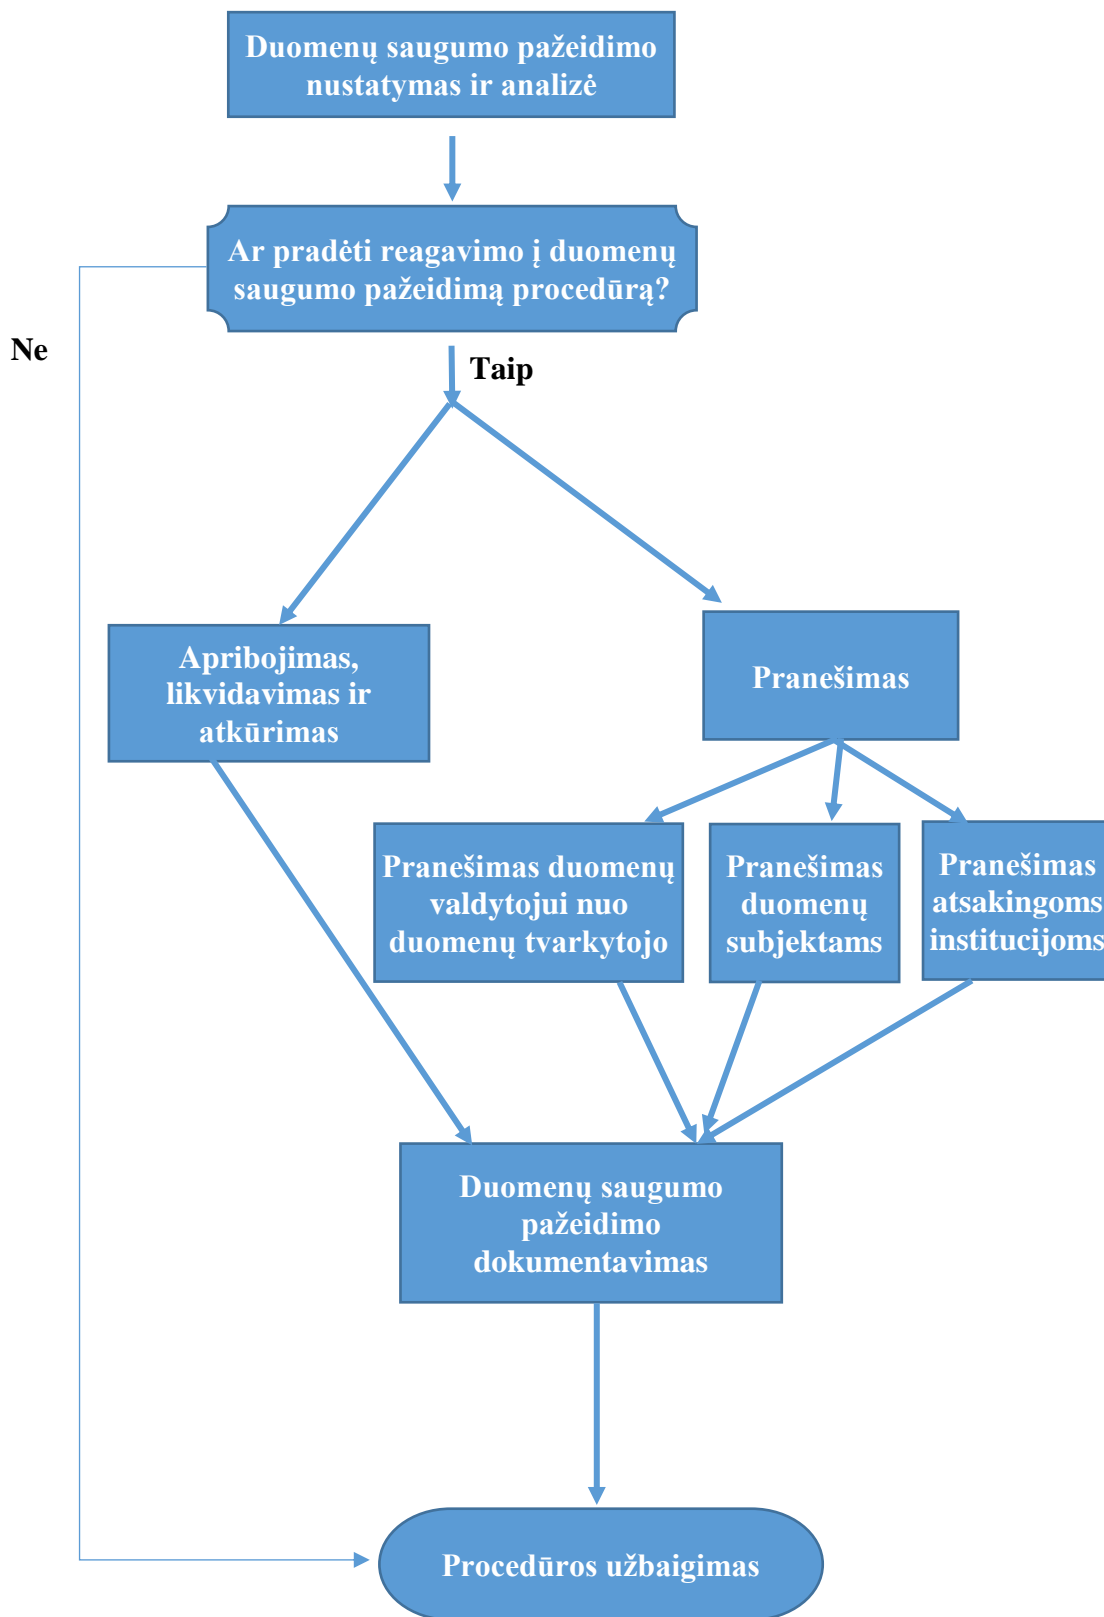 Duomenų saugumo pažeidimo
nustatymas ir analizė
Ar pradėti reagavimo į duomenų
saugumo pažeidimą procedūrą?
Ne
Taip
Apribojimas,
likvidavimas ir
atkūrimas
Pranešimas
Pranešimas duomenų
valdytojui nuo
duomenų tvarkytojo
Pranešimas
duomenų
subjektams
Pranešimas
atsakingoms
institucijoms
Duomenų saugumo
pažeidimo
dokumentavimas
Procedūros užbaigimas